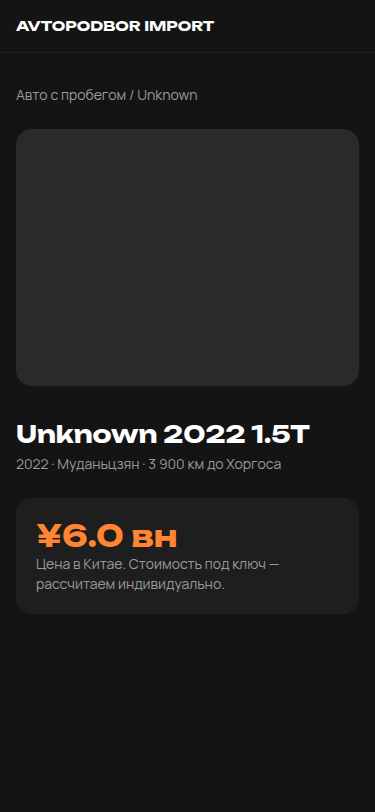 AVTOPODBOR IMPORT
Авто с пробегом / Unknown
Unknown 2022 1.5T
2022 · Муданьцзян · 3 900 км до Хоргоса
¥6.0 вн
Цена в Китае. Стоимость под ключ —
рассчитаем индивидуально.